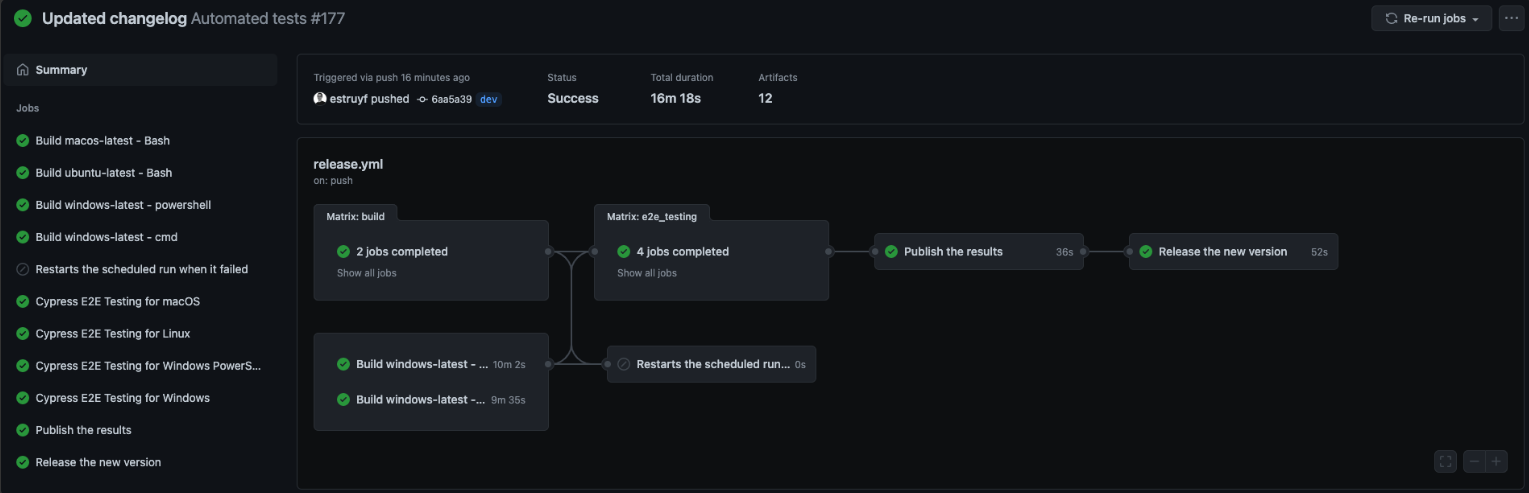 Updated changelog Automated tests #177
Re-run jobs
Summary
Jobs
Build macos-latest - Bash
Build ubuntu-latest - Bash
Build windows-latest - powershell
Build windows-latest - cmd
Restarts the scheduled run when it failed
Cypress E2E Testing for macOS
Cypress E2E Testing for Linux
Cypress E2E Testing for Windows PowerS...
Cypress E2E Testing for Windows
Publish the results
Release the new version
Triggered via push 16 minutes ago
estruyf pushed 6aa5a39 dev
Status
Success
Total duration
16m 18s
Artifacts
12
release.yml
on: push
Matrix: build
2 jobs completed
Show all jobs
Matrix: e2e_testing
4 jobs completed
Show all jobs
Publish the results 36s
Release the new version 52s
Build windows-latest - ... 10m 2s
Build windows-latest -... 9m 35s
Restarts the scheduled run... 0s